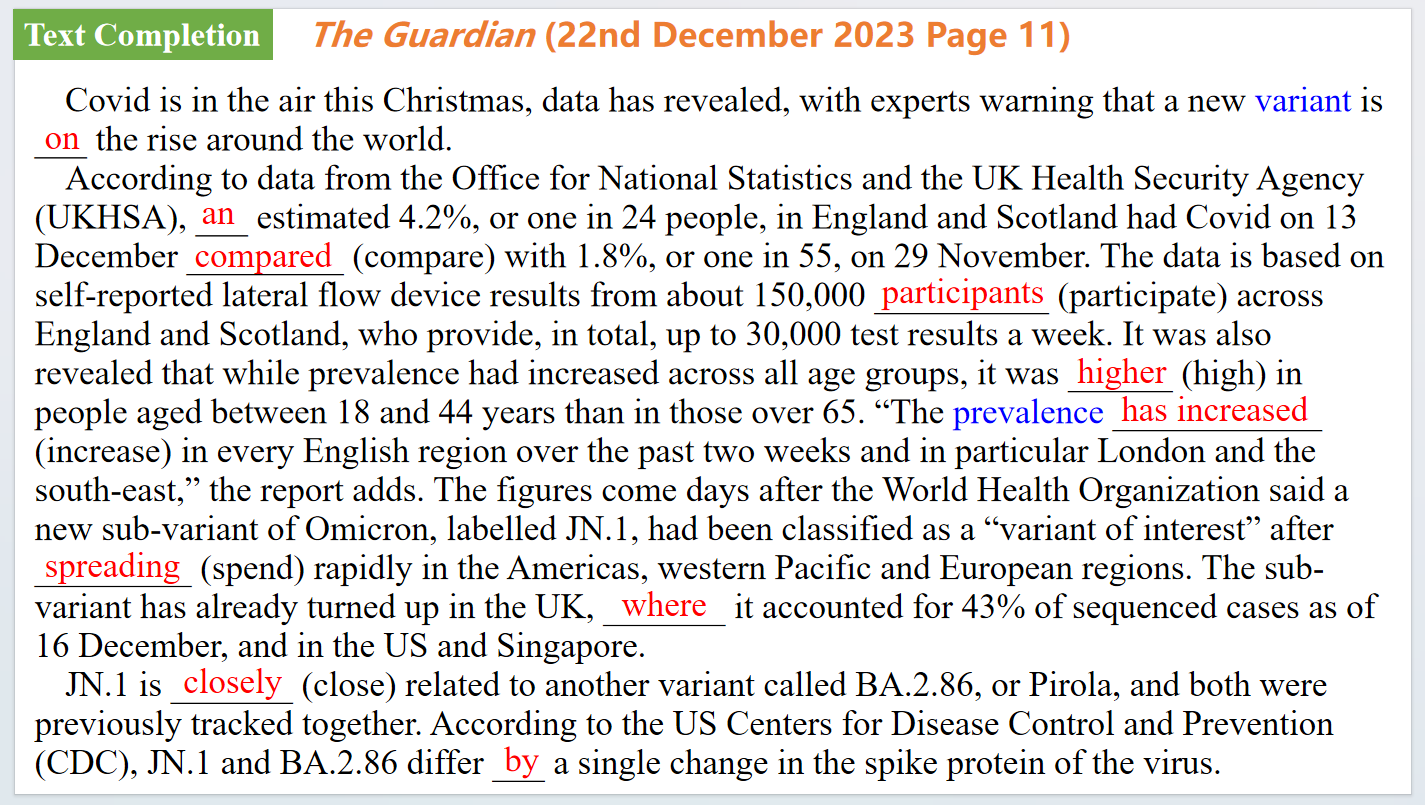 Text Completion The Guardian (22nd December 2023 Page 11)
Covid is in the air this Christmas, data has revealed, with experts warning that a new variant is
on the rise around the world.
According to data from the Office for National Statistics and the UK Health Security Agency
(UKHSA), an estimated 4.2%, or one in 24 people, in England and Scotland had Covid on 13
December compared (compare) with 1.8%, or one in 55, on 29 November. The data is based on
self-reported lateral flow device results from about 150,000 participants (participate) across
England and Scotland, who provide, in total, up to 30,000 test results a week. It was also
revealed that while prevalence had increased across all age groups, it was higher (high) in
people aged between 18 and 44 years than in those over 65. “The prevalence has increased
(increase) in every English region over the past two weeks and in particular London and the
south-east,” the report adds. The figures come days after the World Health Organization said a
new sub-variant of Omicron, labelled JN.1, had been classified as a “variant of interest” after
spreading (spend) rapidly in the Americas, western Pacific and European regions. The sub-
variant has already turned up in the UK, where it accounted for 43% of sequenced cases as of
16 December, and in the US and Singapore.
JN.1 is closely (close) related to another variant called BA.2.86, or Pirola, and both were
previously tracked together. According to the US Centers for Disease Control and Prevention
(CDC), JN.1 and BA.2.86 differ by a single change in the spike protein of the virus.